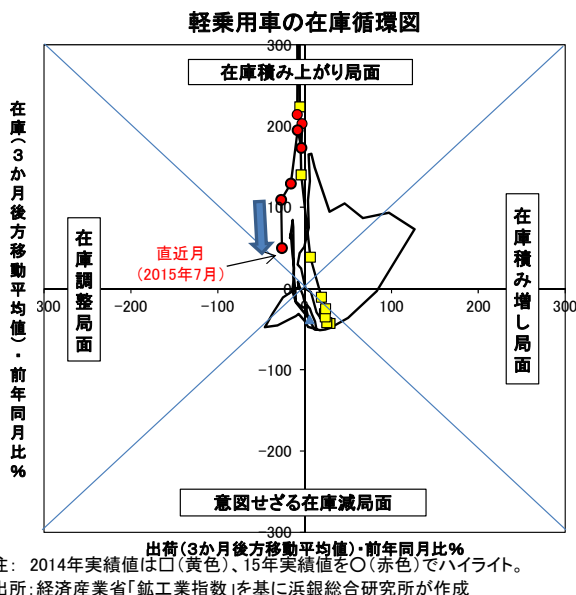 軽乗用車の在庫循環図
在庫(3か月後方移動平均値)・前年同月比%
300
200
100
0
-100
-200
-300
300
-200
-100
0
100
200
300
在庫積み上がり局面
在庫調整局面
直近月
(2015年7月)
在庫積み増し局面
意図せざる在庫減局面
出荷(3か月後方移動平均値)・前年同月比%
注: 2014年実績値は□(黄色)、15年実績値を○(赤色)でハイライト。
出所:経済産業省「鉱工業指数」を基に浜銀総合研究所が作成